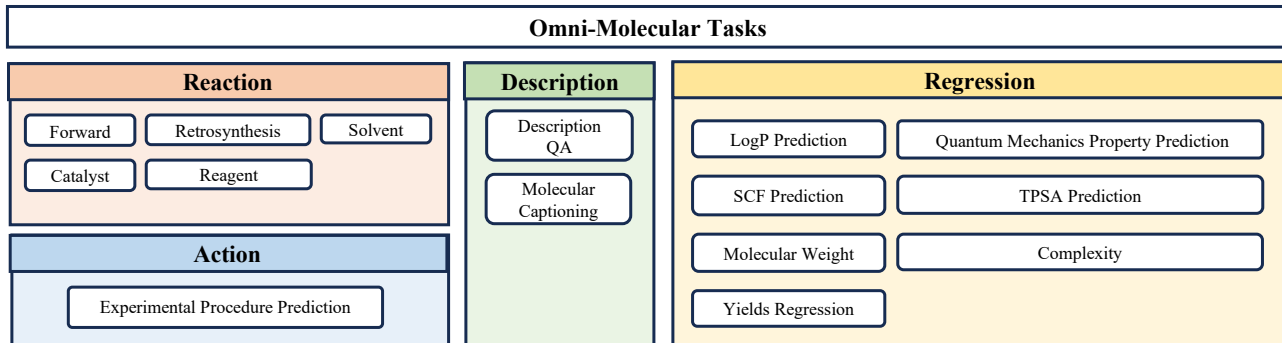 Omni-Molecular Tasks
Reaction
Forward
Retrosynthesis
Solvent
Catalyst
Reagent
Action
Experimental Procedure Prediction
Description
Description
QA
Molecular
Captioning
Regression
LogP Prediction
Quantum Mechanics Property Prediction
SCF Prediction
TPSA Prediction
Molecular Weight
Complexity
Yields Regression